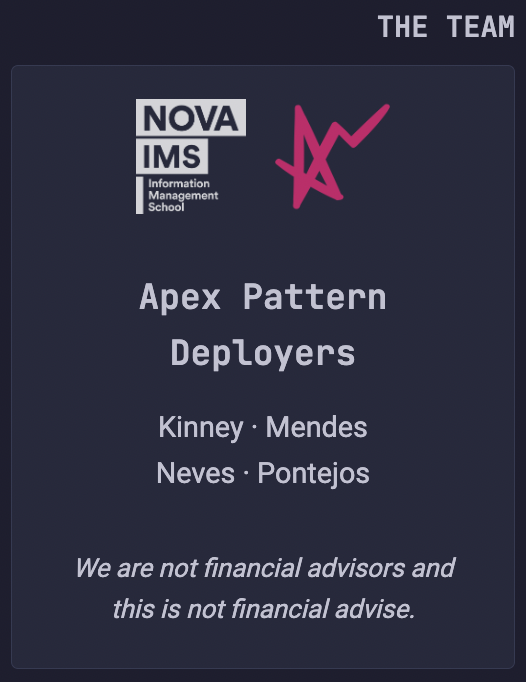 THE TEAM
NOVA
IMS
Information
Management
School
Apex Pattern
Deployers
Kinney · Mendes
Neves · Pontejos
We are not financial advisors and
this is not financial advise.